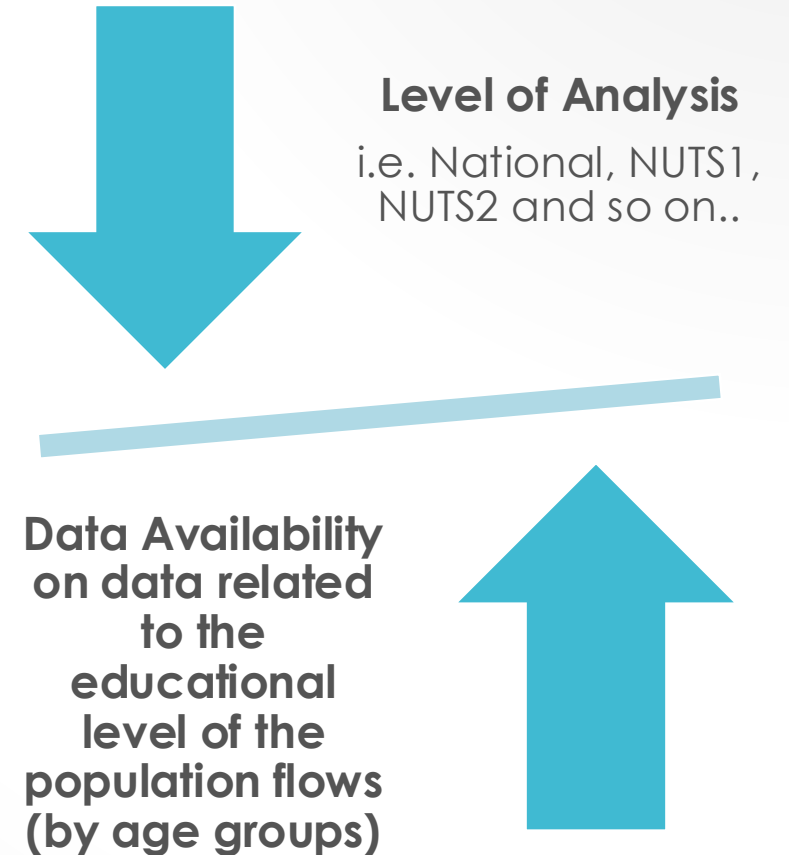 Level of Analysis
i.e. National, NUTS1,
NUTS2 and so on..
Data Availability
on data related
to the
educational
level of the
population flows
(by age groups)